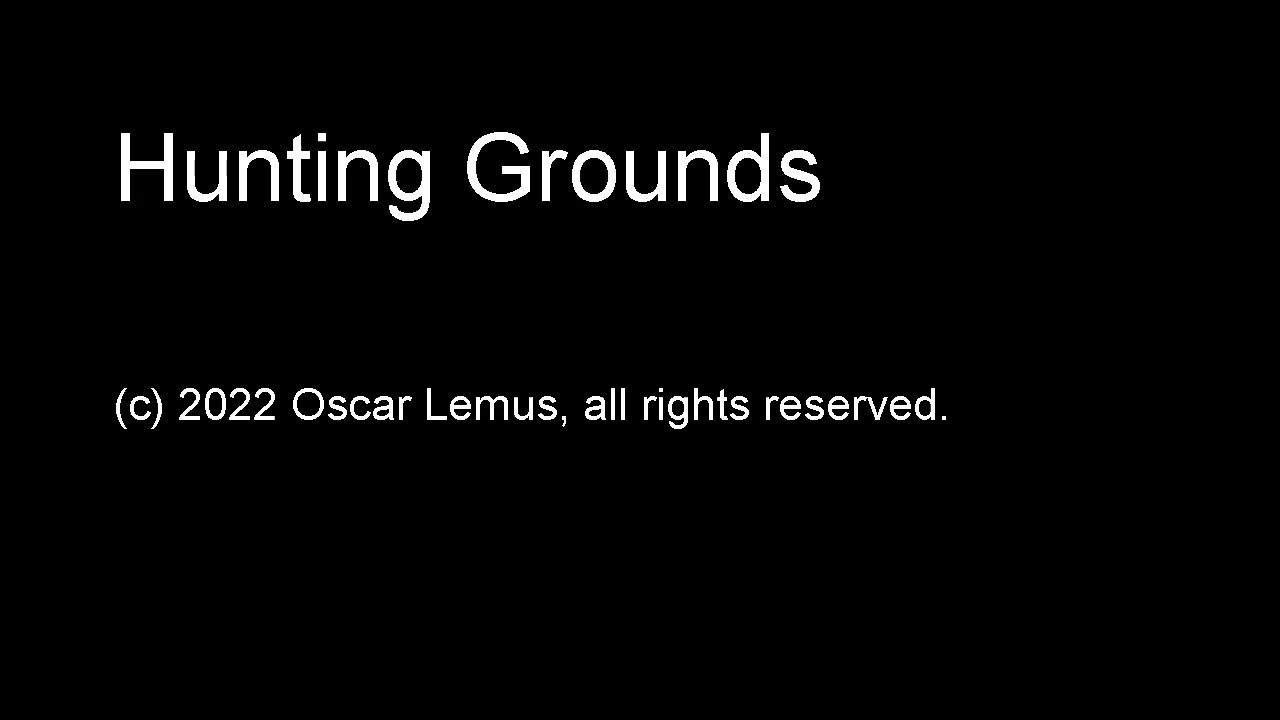 Hunting Grounds
(c) 2022 Oscar Lemus, all rights reserved.